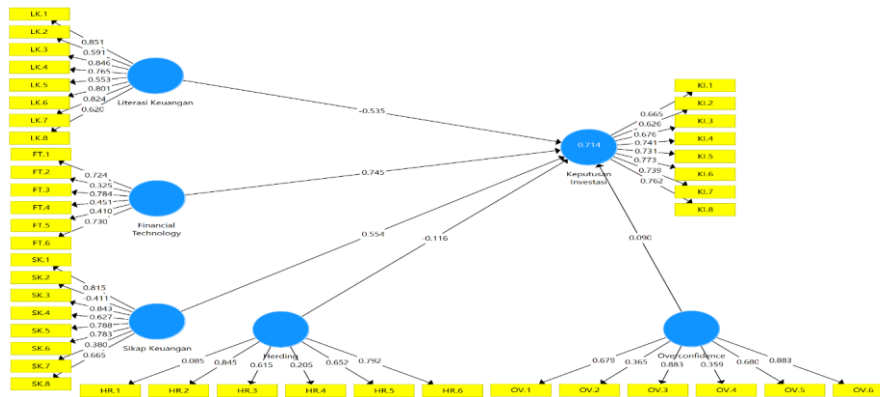 LK.1
LK.2
LK.3
LK.4
LK.5
LK.6
LK.7
LK.8
0.851
0.591
0.846
0.765
0.553
0.801
0.824
0.620
Literasi Keuangan
FT.1
FT.2
FT.3
FT.4
FT.5
FT.6
0.724
0.325
0.784
0.451
0.410
0.730
Financial
Technology
SK.1
SK.2
SK.3
SK.4
SK.5
SK.6
SK.7
SK.8
0.815
-0.411
0.843
0.627
0.788
0.783
0.380
0.665
Sikap Keuangan
-0.535
0.745
0.554
-0.116
0.090
0.714
Keputusan
Investasi
KI.1
KI.2
KI.3
KI.4
KI.5
KI.6
KI.7
KI.8
0.665
0.626
0.676
0.741
0.731
0.773
0.739
0.762
Herding
0.085
0.845
0.615
0.205
0.652
0.792
HR.1
HR.2
HR.3
HR.4
HR.5
HR.6
Overconfidence
0.679
0.365
0.883
0.359
0.680
0.883
OV.1
OV.2
OV.3
OV.4
OV.5
OV.6